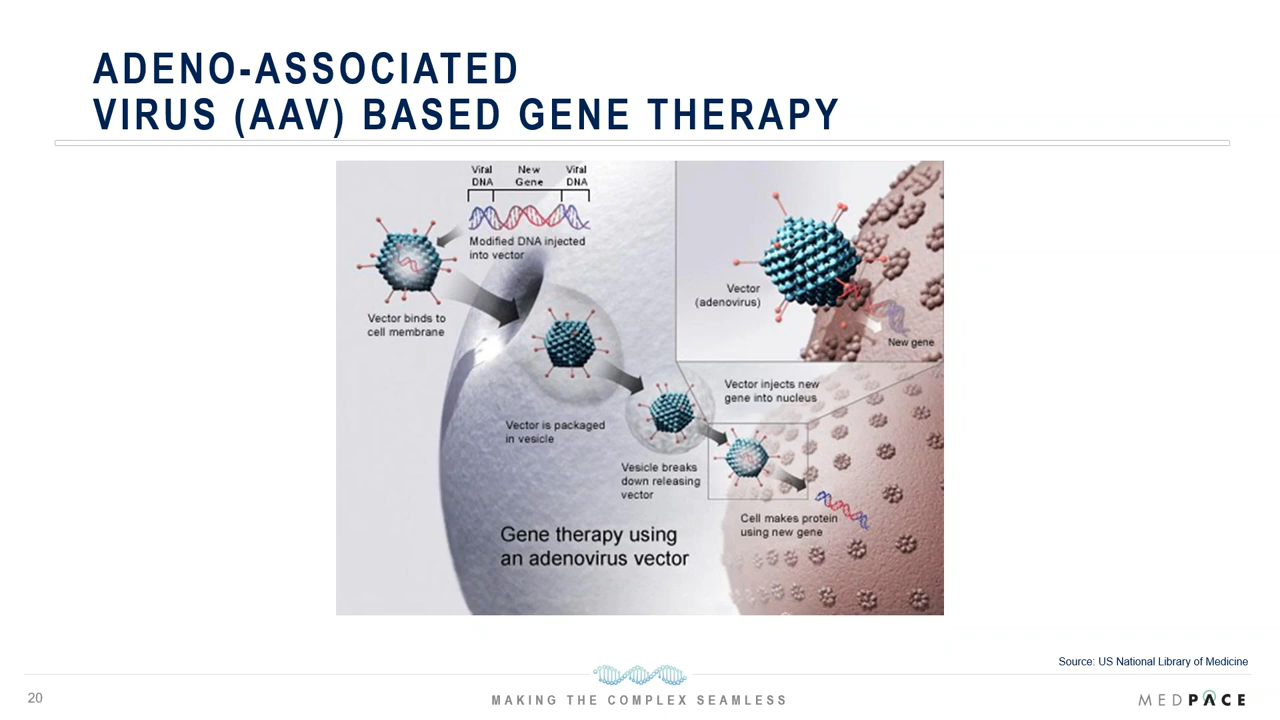 ADENO-ASSOCIATED
VIRUS (AAV) BASED GENE THERAPY
Viral
DNA
New
Gene
Viral
DNA
Modified DNA injected
into vector
Vector binds to
cell membrane
Vector
(adenovirus)
New gene
Vector injects new
gene into nucleus
Vector is packaged
in vesicle
Vesicle breaks
down releasing
vector
Cell makes protein
using new gene
Gene therapy using
an adenovirus vector
Source: US National Library of Medicine
20
MAKING THE COMPLEX SEAMLESS
MEDPACE